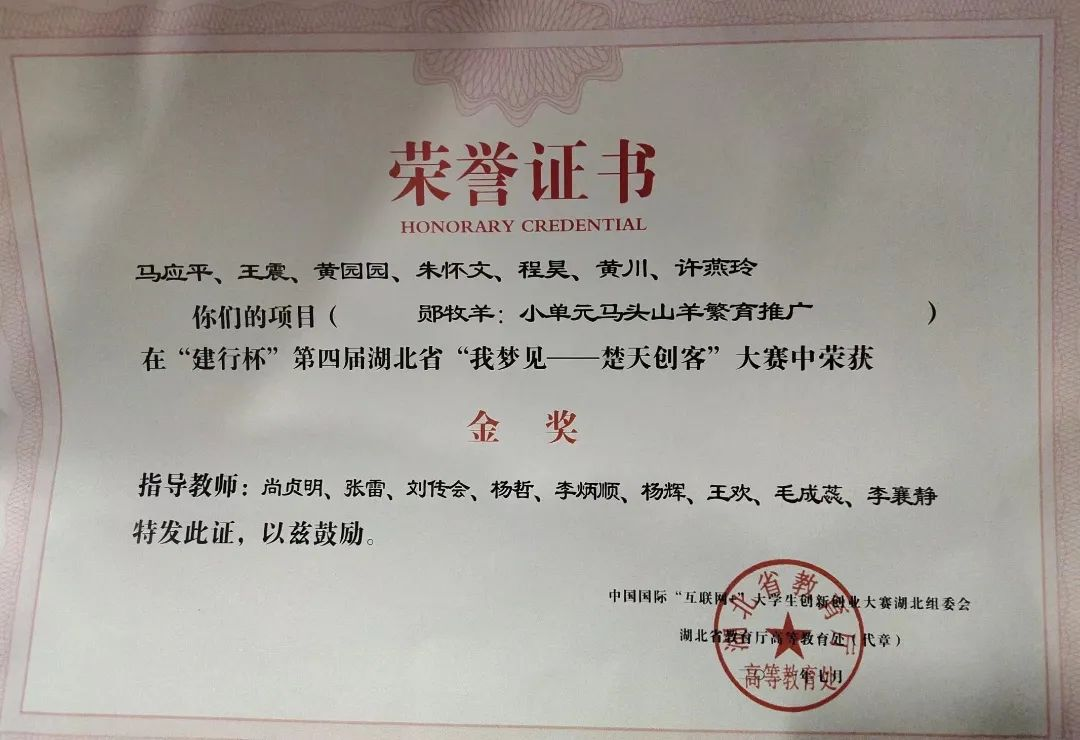 荣誉证书
HONORARY CREDENTIAL
马应平、王震、黄园园、朱怀文、程昊、黄川、许燕玲
你们的项目（ 郧牧羊：小单元马头山羊繁育推广 ）
在“建行杯”第四届湖北省“我梦见——楚天创客”大赛中荣获
金 奖
指导教师：尚贞明、张雷、刘传会、杨哲、李炳顺、杨辉、王欢、毛成蕊、李襄静
特发此证，以兹鼓励。
中国国际“互联网+”大学生创新创业大赛湖北组委会
湖北省教育厅高等教育处（代章）
年七月
湖北省教育厅
高等教育处